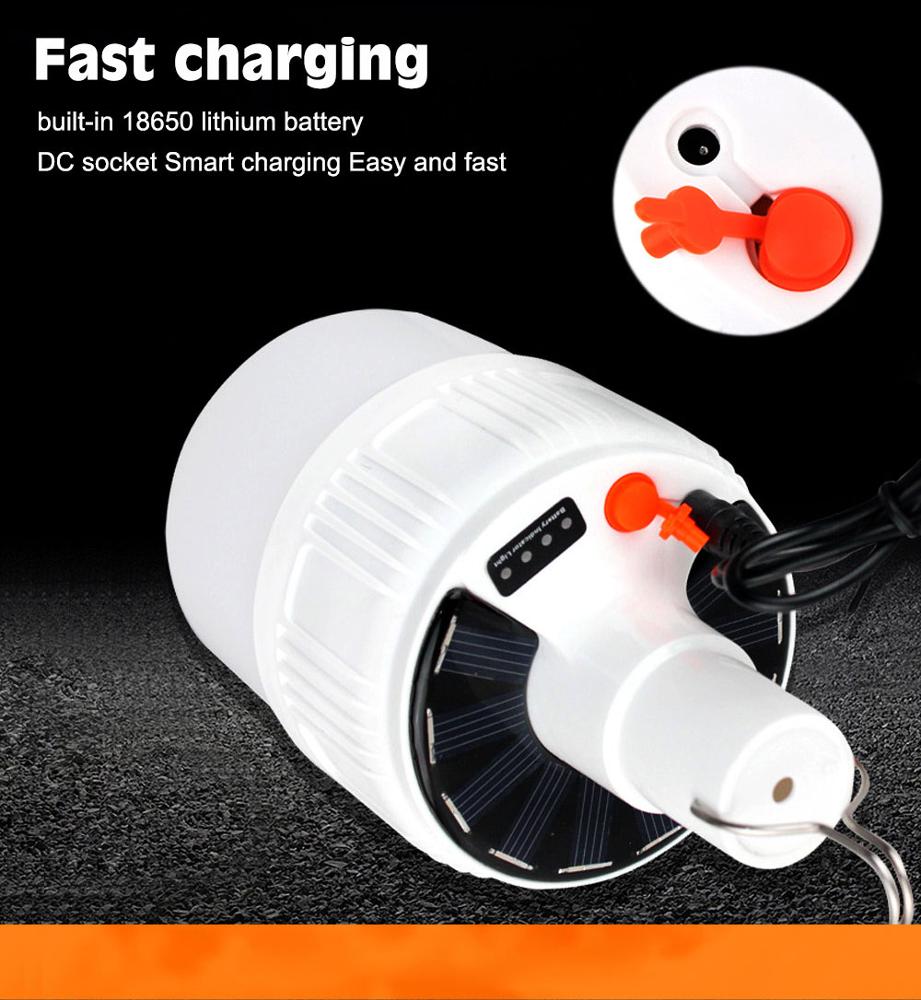 Fast charging
built-in 18650 lithium battery
DC socket Smart charging Easy and fast
Battery Indicator Light